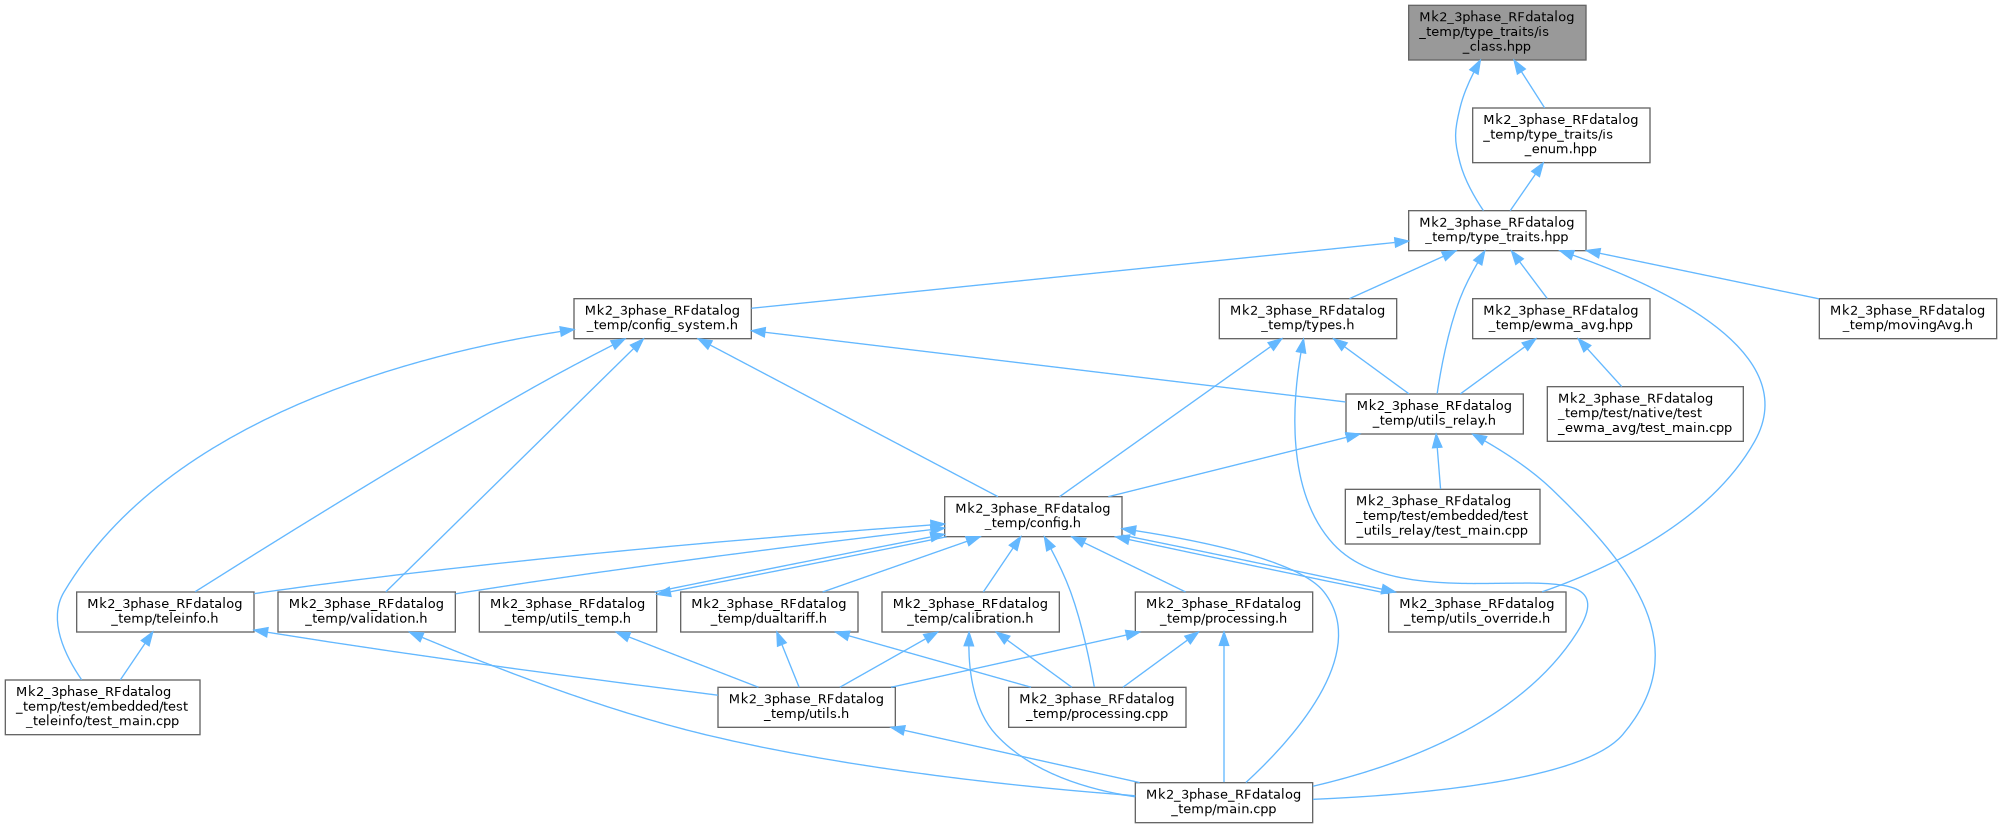 Mk2_3phase_RFdatalog
_temp/type_traits/is
_class.hpp
Mk2_3phase_RFdatalog
_temp/type_traits/is
_enum.hpp
Mk2_3phase_RFdatalog
_temp/type_traits.hpp
Mk2_3phase_RFdatalog
_temp/config_system.h
Mk2_3phase_RFdatalog
_temp/types.h
Mk2_3phase_RFdatalog
_temp/ewma_avg.hpp
Mk2_3phase_RFdatalog
_temp/movingAvg.h
Mk2_3phase_RFdatalog
_temp/utils_relay.h
Mk2_3phase_RFdatalog
_temp/test/native/test
_ewma_avg/test_main.cpp
Mk2_3phase_RFdatalog
_temp/config.h
Mk2_3phase_RFdatalog
_temp/test/embedded/test
_utils_relay/test_main.cpp
Mk2_3phase_RFdatalog
_temp/teleinfo.h
Mk2_3phase_RFdatalog
_temp/validation.h
Mk2_3phase_RFdatalog
_temp/utils_temp.h
Mk2_3phase_RFdatalog
_temp/dualtariff.h
Mk2_3phase_RFdatalog
_temp/calibration.h
Mk2_3phase_RFdatalog
_temp/processing.h
Mk2_3phase_RFdatalog
_temp/utils_override.h
Mk2_3phase_RFdatalog
_temp/test/embedded/test
_teleinfo/test_main.cpp
Mk2_3phase_RFdatalog
_temp/utils.h
Mk2_3phase_RFdatalog
_temp/processing.cpp
Mk2_3phase_RFdatalog
_temp/main.cpp